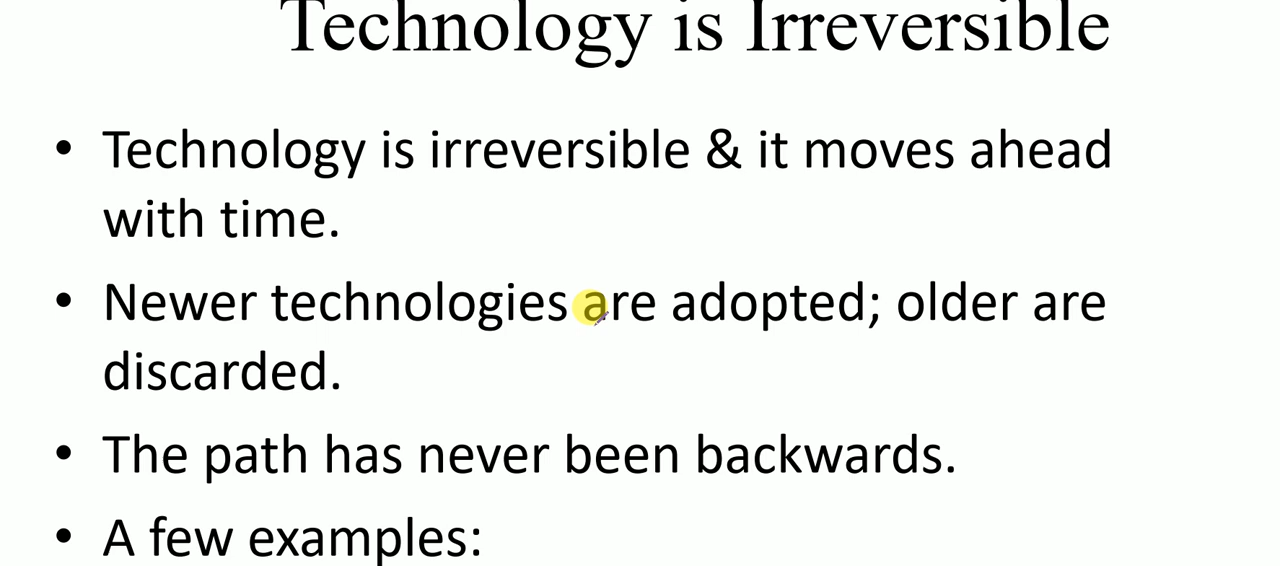 Technology is Irreversible
• Technology is irreversible & it moves ahead
with time.
• Newer technologies are adopted; older are
discarded.
• The path has never been backwards.
• A few examples: